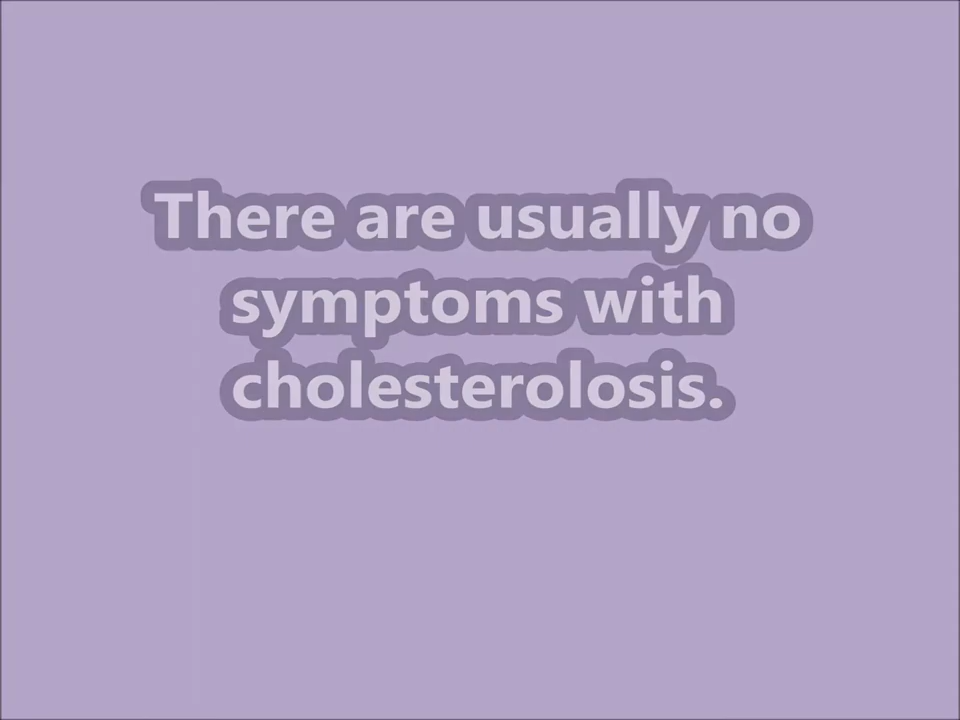 There are usually no
symptoms with
cholesterolosis.